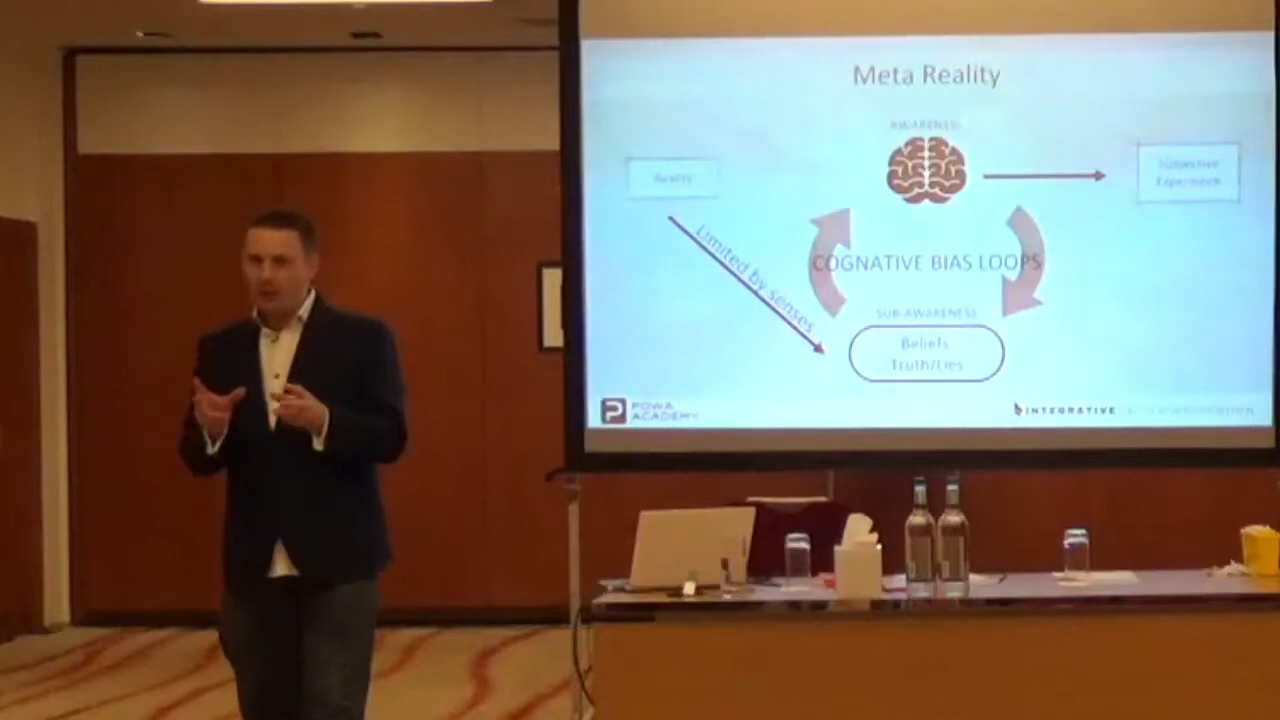 Meta Reality
AWARENESS
Reality
Subjective
Experience
Limited by senses
COGNATIVE BIAS LOOPS
SUB-AWARENESS
Beliefs
Truth/Lies
POWA
ACADEMY
INTEGRATIVE